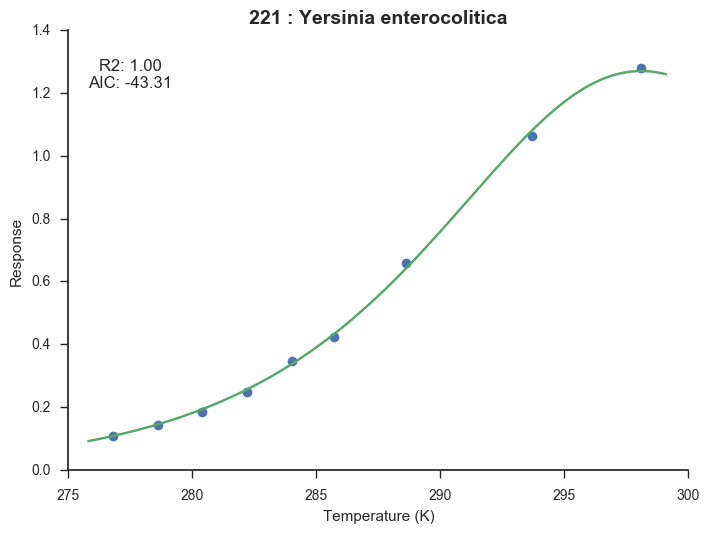 221 : Yersinia enterocolitica
R2: 1.00
AIC: -43.31
Response
1.4
1.2
1.0
0.8
0.6
0.4
0.2
0.0
275 280 285 290 295 300
Temperature (K)